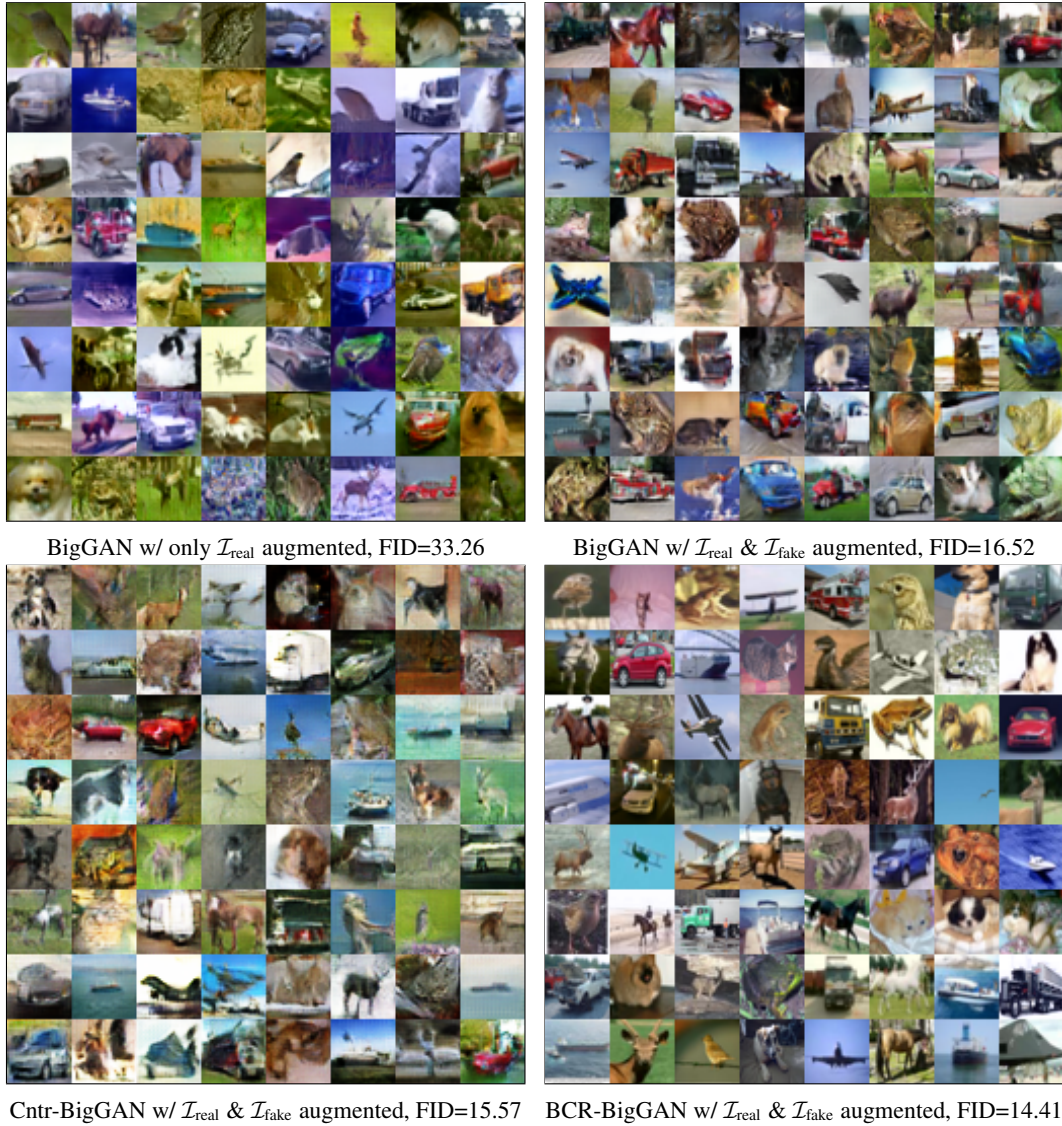 BigGAN w/ only ℐreal augmented, FID=33.26
BigGAN w/ ℐreal & ℐfake augmented, FID=16.52
Cntr-BigGAN w/ ℐreal & ℐfake augmented, FID=15.57
BCR-BigGAN w/ ℐreal & ℐfake augmented, FID=14.41